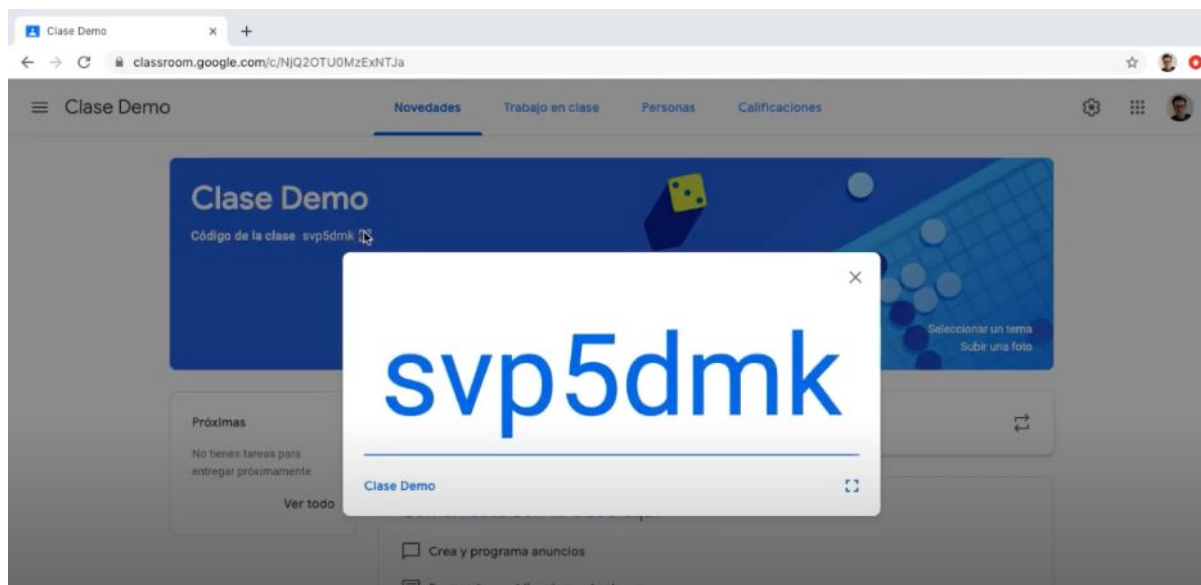 Clase Demo
classroom.google.com/c/NjQ2OTU0MzExNTJa
Clase Demo
Novedades
Trabajo en clase
Personas
Calificaciones
Clase Demo
Código de la clase svp5dmk
Seleccionar un tema
Subir una foto
svp5dmk
Clase Demo
Próximas
No tienes tareas para
entregar próximamente
Ver todo
Crea y programa anuncios